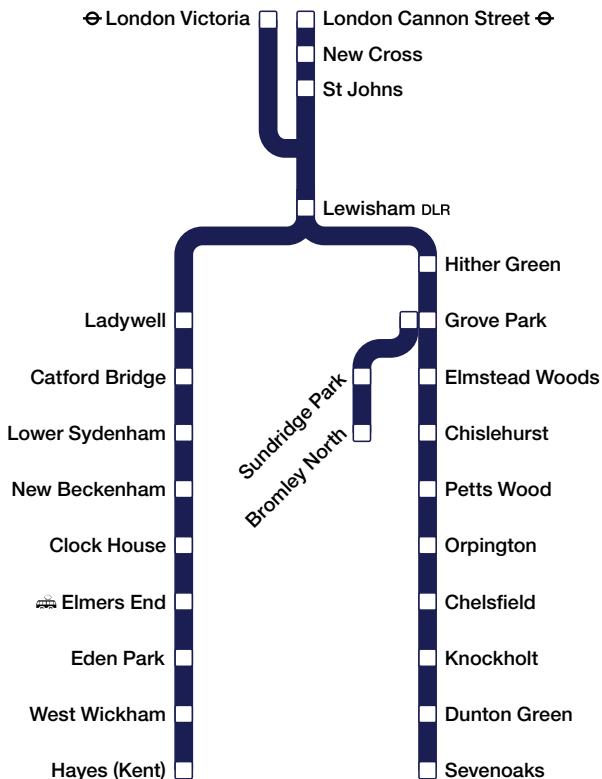 London Victoria
London Cannon Street
New Cross
St Johns
Lewisham DLR
Hither Green
Ladywell
Grove Park
Catford Bridge
Sundridge Park
Elmstead Woods
Lower Sydenham
Bromley North
Chislehurst
New Beckenham
Petts Wood
Clock House
Orpington
Elmers End
Chelsfield
Eden Park
Knockholt
West Wickham
Dunton Green
Hayes (Kent)
Sevenoaks